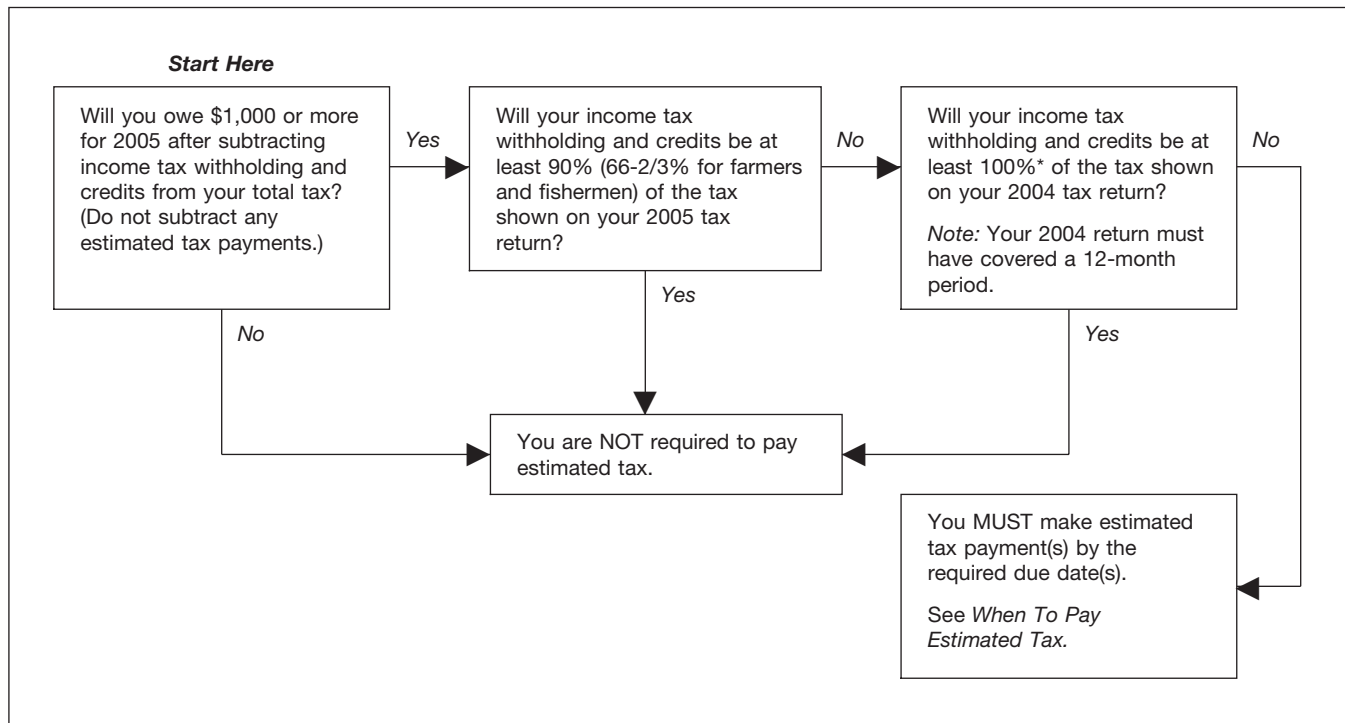 Start Here
Will you owe $1,000 or more
for 2005 after subtracting
income tax withholding and
credits from your total tax?
(Do not subtract any
estimated tax payments.)
Yes
Will your income tax
withholding and credits be at
least 90% (66-2/3% for farmers
and fishermen) of the tax
shown on your 2005 tax
return?
No
Will your income tax
withholding and credits be at
least 100%* of the tax shown
on your 2004 tax return?
Note: Your 2004 return must
have covered a 12-month
period.
No
No
Yes
Yes
You are NOT required to pay
estimated tax.
You MUST make estimated
tax payment(s) by the
required due date(s).
See When To Pay
Estimated Tax.